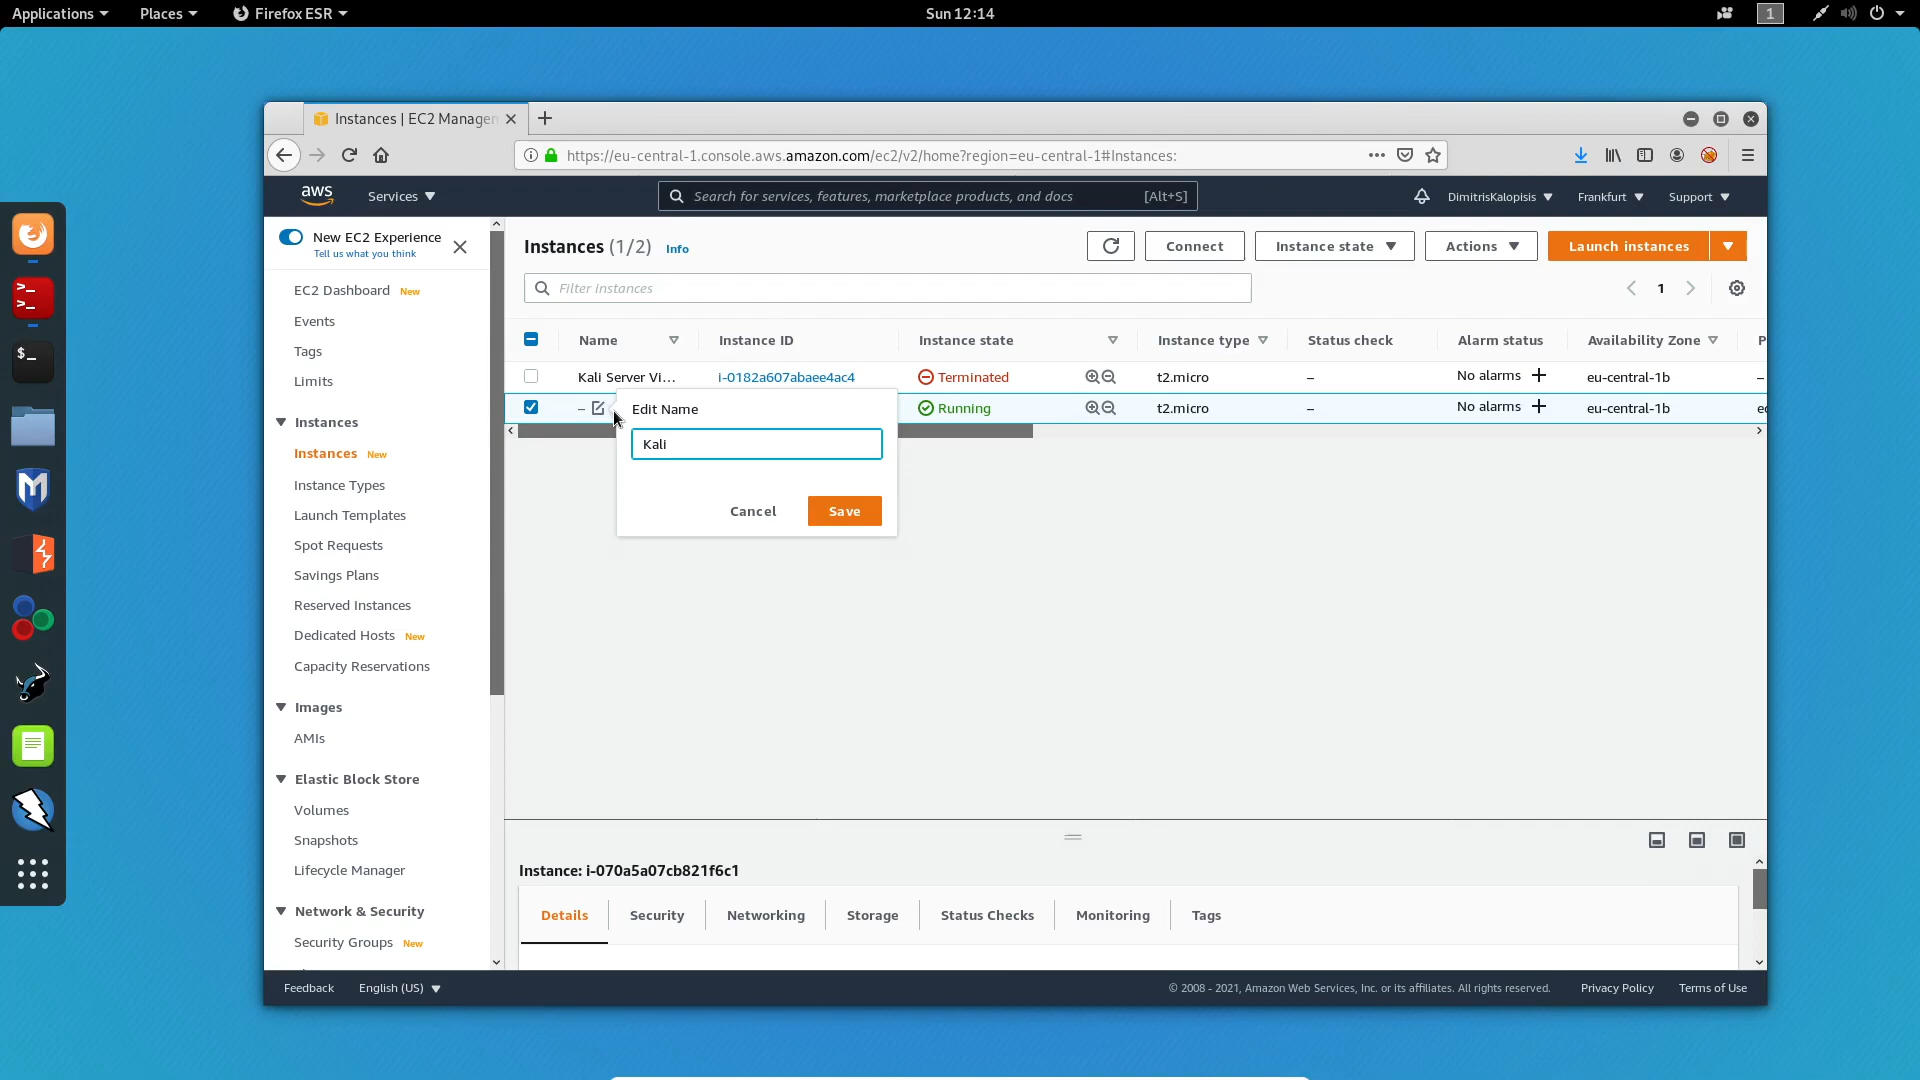 Applications Places Firefox ESR Sun 12:14 1
Instances | EC2 Manager
https://eu-central-1.console.aws.amazon.com/ec2/v2/home?region=eu-central-1#Instances:
aws Services Search for services, features, marketplace products, and docs [Alt+S] DimitrisKalopisis Frankfurt Support
New EC2 Experience
Tell us what you think
EC2 Dashboard New
Events
Tags
Limits
Instances
Instances New
Instance Types
Launch Templates
Spot Requests
Savings Plans
Reserved Instances
Dedicated Hosts New
Capacity Reservations
Images
AMIs
Elastic Block Store
Volumes
Snapshots
Lifecycle Manager
Network & Security
Security Groups New
Instances (1/2) Info Connect Instance state Actions Launch instances
Filter instances 1
Name Instance ID Instance state Instance type Status check Alarm status Availability Zone P
Kali Server Vi... i-0182a607abaee4ac4 Terminated t2.micro – No alarms + eu-central-1b –
– Running t2.micro – No alarms + eu-central-1b ec
Edit Name
Kali
Cancel Save
Instance: i-070a5a07cb821f6c1
Details Security Networking Storage Status Checks Monitoring Tags
Feedback English (US) © 2008 - 2021, Amazon Web Services, Inc. or its affiliates. All rights reserved. Privacy Policy Terms of Use